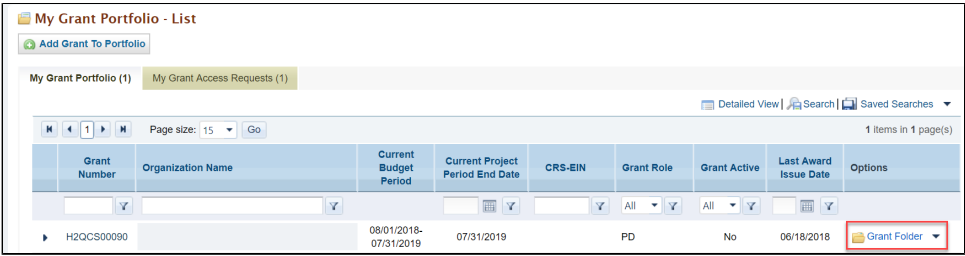 My Grant Portfolio - List
Add Grant To Portfolio
My Grant Portfolio (1) My Grant Access Requests (1)
Detailed View | Search | Saved Searches
1 Page size: 15 Go 1 items in 1 page(s)
Grant Number Organization Name Current Budget Period Current Project Period End Date CRS-EIN Grant Role Grant Active Last Award Issue Date Options
All All
H2QCS00090 08/01/2018-07/31/2019 07/31/2019 PD No 06/18/2018 Grant Folder